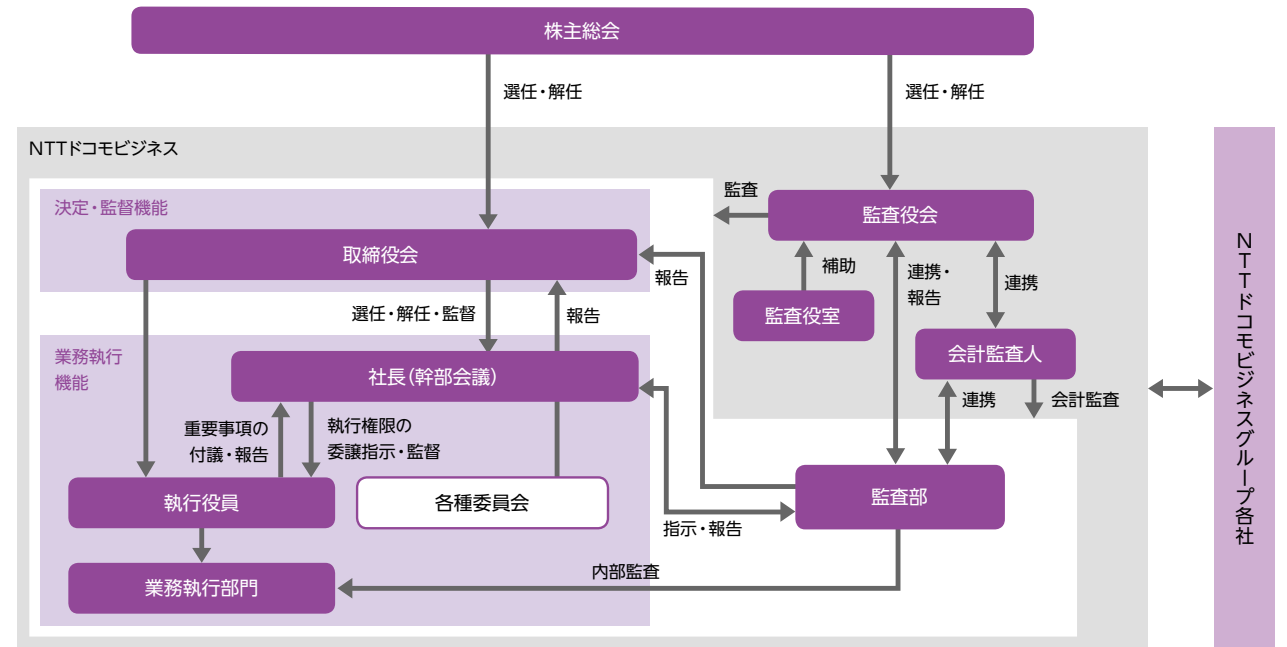 株主総会
選任・解任
選任・解任
NTTドコモビジネス
決定・監督機能
取締役会
選任・解任・監督
報告
報告
監査
監査役会
補助
監査役室
連携・
報告
連携
会計監査人
連携
会計監査
業務執行
機能
社長（幹部会議）
重要事項の
付議・報告
執行権限の
委譲指示・監督
執行役員
各種委員会
監査部
指示・報告
内部監査
業務執行部門
NTTドコモビジネスグループ各社